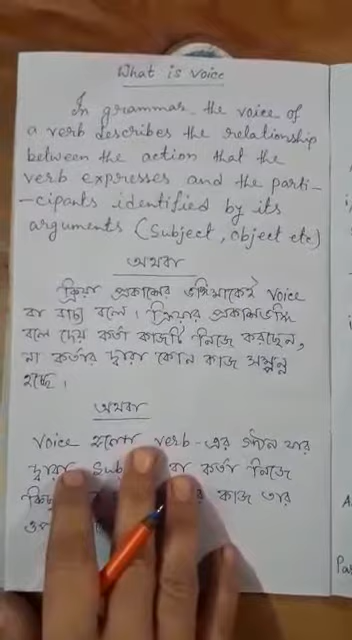 What is voice
In grammar the voice of
a verb describes the relationship
between the action that the
verb expresses and the parti-
-cipants identified by its
arguments (Subject, object etc)
অথবা
ক্রিয়া প্রকাশের ভঙ্গিমাকেই voice
বা বাচ্য বলে। ক্রিয়ার প্রকাশভঙ্গি
বলে দেয় কর্তা কাজটি নিজে করছেন,
না কর্তার দ্বারা কোন কাজ সম্পন্ন
হচ্ছে।
অথবা
Voice হলো verb-এর গঠন যার
দ্বারা বা কর্তা নিজে
কাজ তার